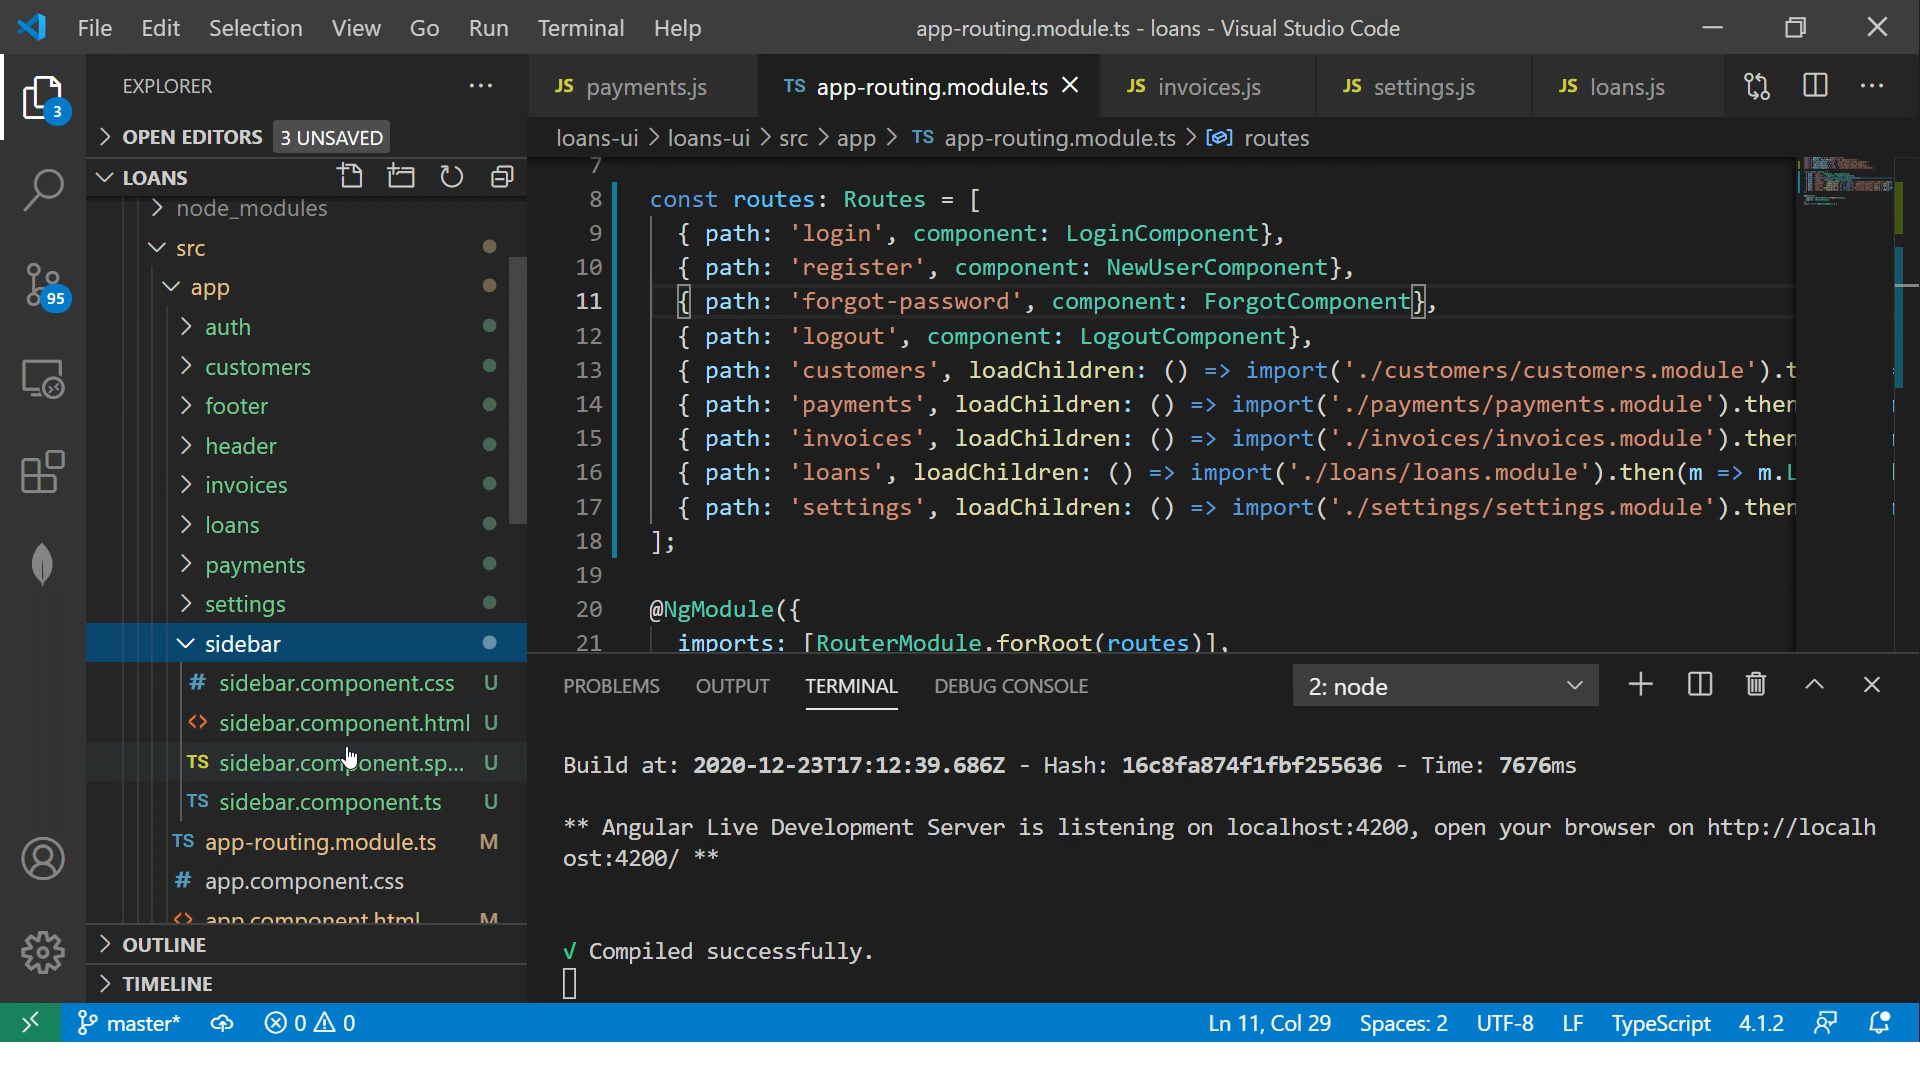 File Edit Selection View Go Run Terminal Help app-routing.module.ts - loans - Visual Studio Code
EXPLORER ···
3
OPEN EDITORS 3 UNSAVED
LOANS
node_modules
src
app
auth
customers
footer
header
invoices
loans
payments
settings
sidebar
# sidebar.component.css U
<> sidebar.component.html U
TS sidebar.component.sp... U
TS sidebar.component.ts U
TS app-routing.module.ts M
# app.component.css
<> app.component.html M
OUTLINE
TIMELINE
95
JS payments.js TS app-routing.module.ts JS invoices.js JS settings.js JS loans.js ···
loans-ui > loans-ui > src > app > TS app-routing.module.ts > routes
7
8 const routes: Routes = [
9 { path: 'login', component: LoginComponent},
10 { path: 'register', component: NewUserComponent},
11 { path: 'forgot-password', component: ForgotComponent},
12 { path: 'logout', component: LogoutComponent},
13 { path: 'customers', loadChildren: () => import('./customers/customers.module').t
14 { path: 'payments', loadChildren: () => import('./payments/payments.module').then
15 { path: 'invoices', loadChildren: () => import('./invoices/invoices.module').then
16 { path: 'loans', loadChildren: () => import('./loans/loans.module').then(m => m.L
17 { path: 'settings', loadChildren: () => import('./settings/settings.module').then
18 ];
19
20 @NgModule({
21 imports: [RouterModule.forRoot(routes)],
PROBLEMS OUTPUT TERMINAL DEBUG CONSOLE 2: node
Build at: 2020-12-23T17:12:39.686Z - Hash: 16c8fa874f1fbf255636 - Time: 7676ms
** Angular Live Development Server is listening on localhost:4200, open your browser on http://localh
ost:4200/ **
√ Compiled successfully.
master* 0 0 Ln 11, Col 29 Spaces: 2 UTF-8 LF TypeScript 4.1.2